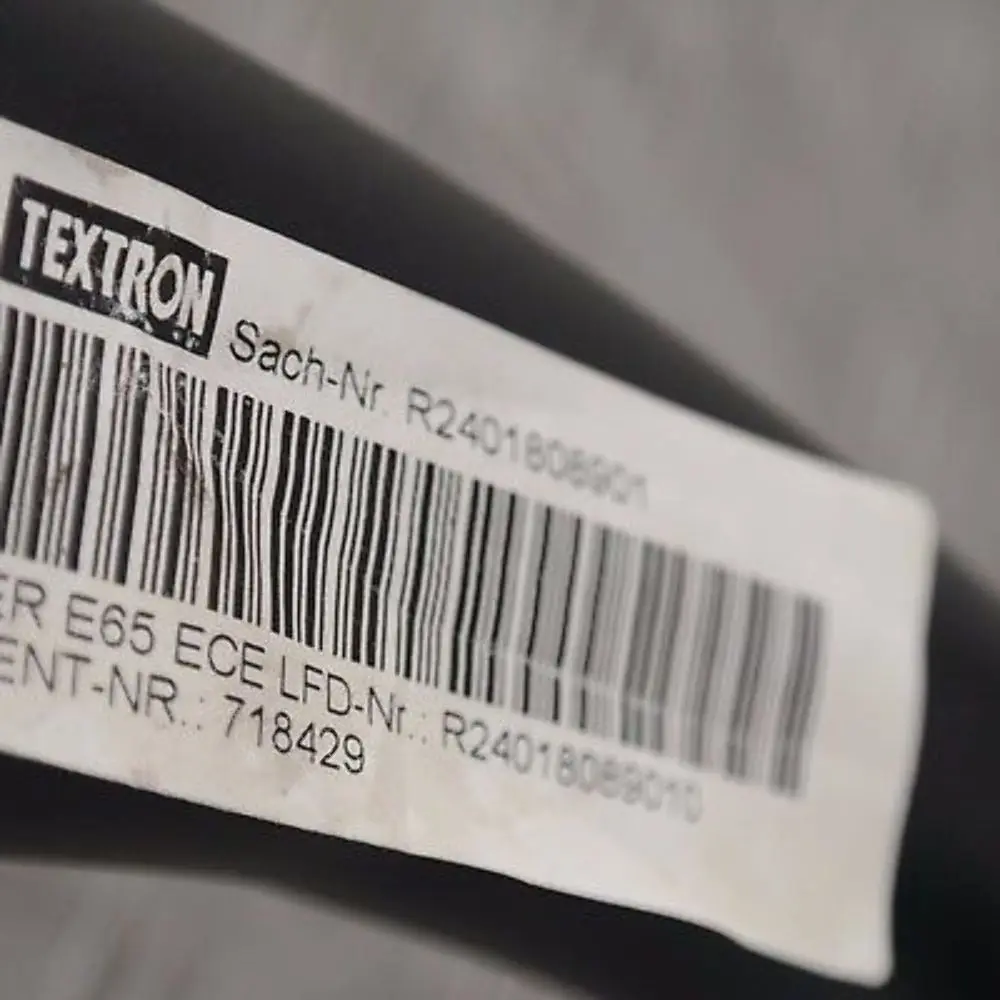 TEXTRON
Sach-Nr. R2401808901
ER E65 ECE LFD-Nr.: R24018089010
ENT-NR.: 718429